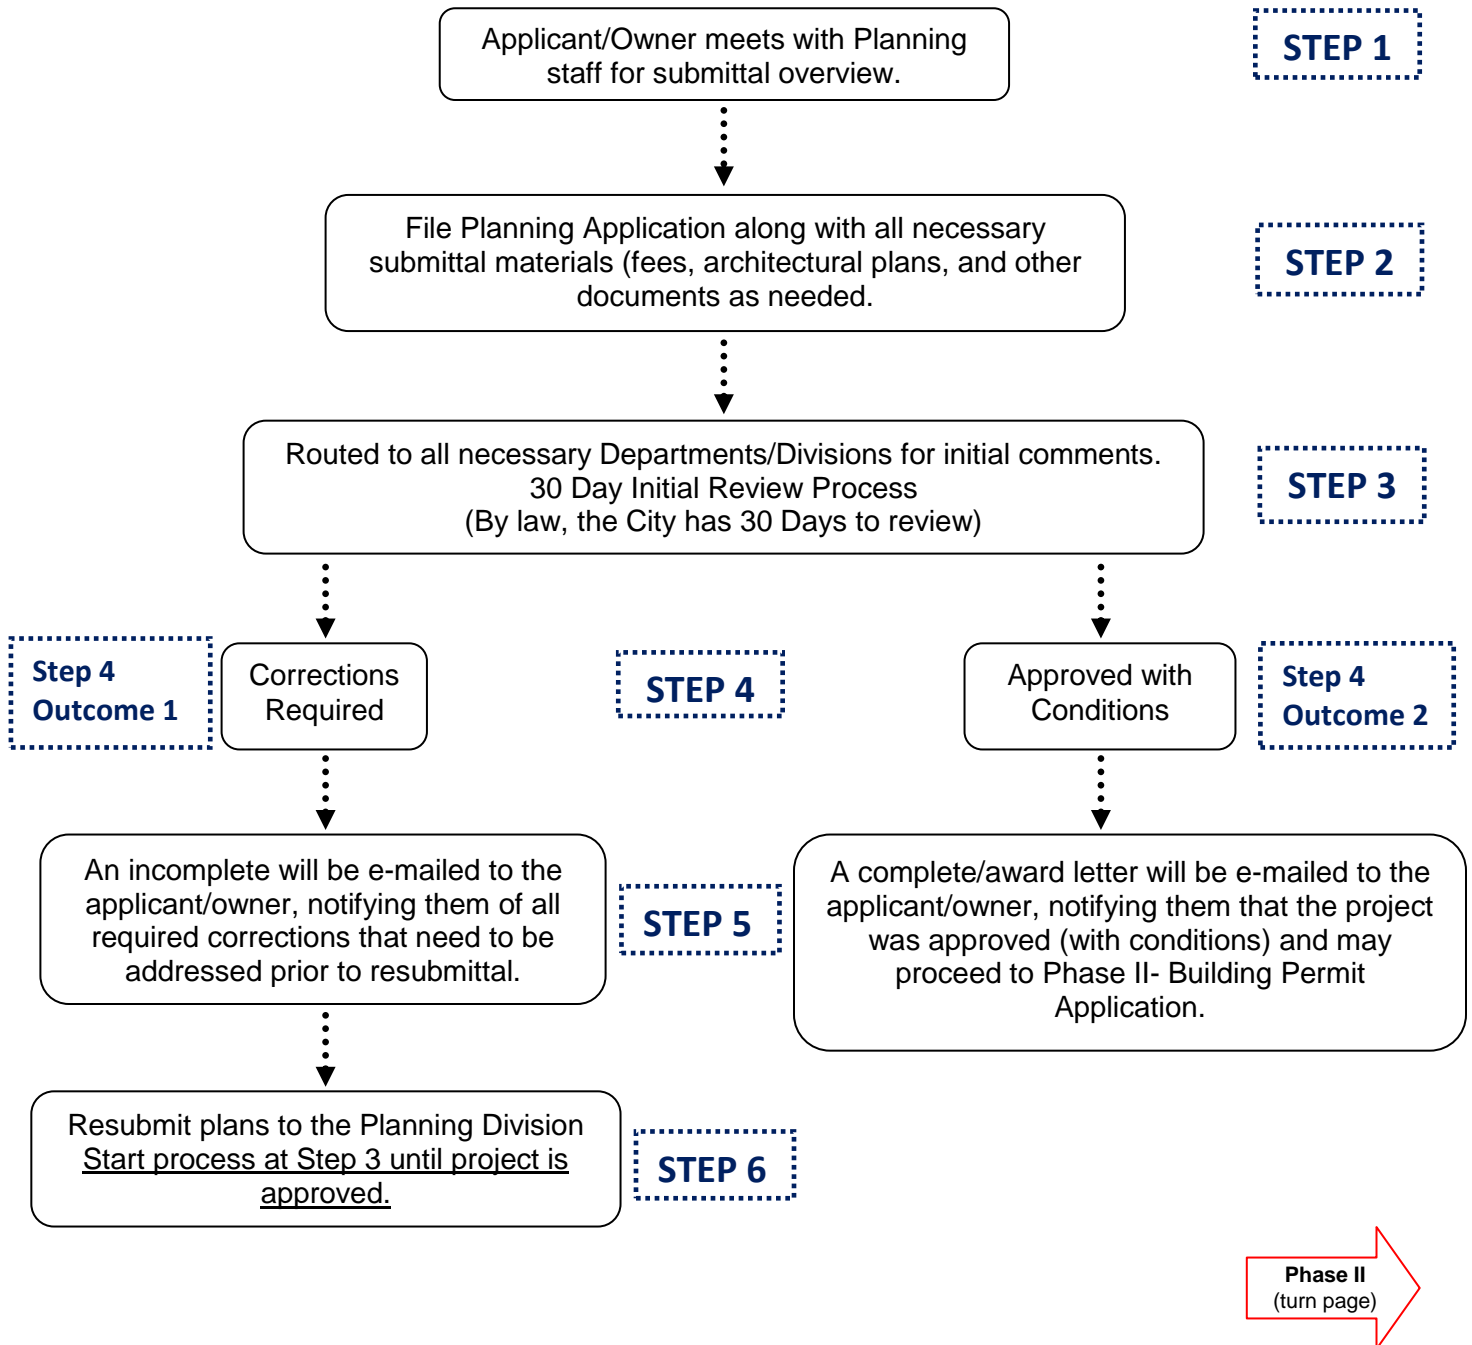 Applicant/Owner meets with Planning
staff for submittal overview.
STEP 1
File Planning Application along with all necessary
submittal materials (fees, architectural plans, and other
documents as needed.
STEP 2
Routed to all necessary Departments/Divisions for initial comments.
30 Day Initial Review Process
(By law, the City has 30 Days to review)
STEP 3
Step 4
Outcome 1
Corrections
Required
STEP 4
Approved with
Conditions
Step 4
Outcome 2
An incomplete will be e-mailed to the
applicant/owner, notifying them of all
required corrections that need to be
addressed prior to resubmittal.
STEP 5
A complete/award letter will be e-mailed to the
applicant/owner, notifying them that the project
was approved (with conditions) and may
proceed to Phase II- Building Permit
Application.
Resubmit plans to the Planning Division
Start process at Step 3 until project is
approved.
STEP 6
Phase II
(turn page)